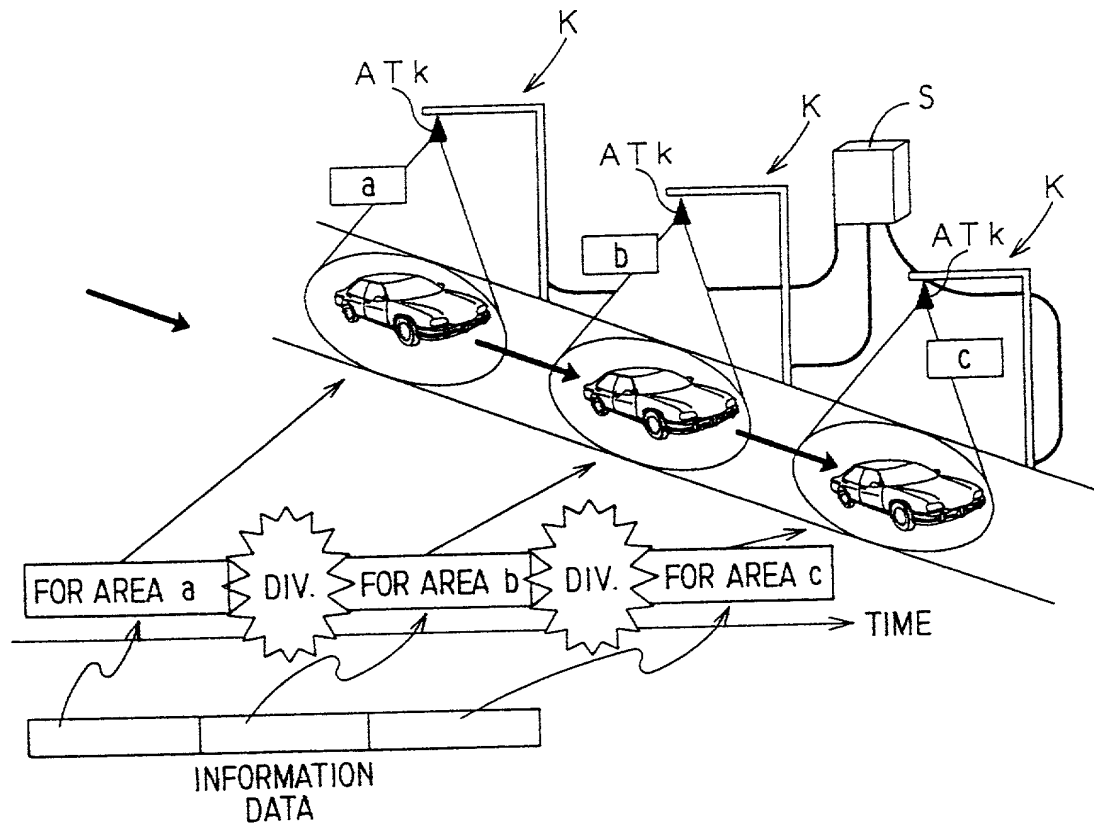 K
ATk
K
S
a
ATk
K
b
ATk
c
FOR AREA a
DIV.
FOR AREA b
DIV.
FOR AREA c
TIME
INFORMATION
DATA